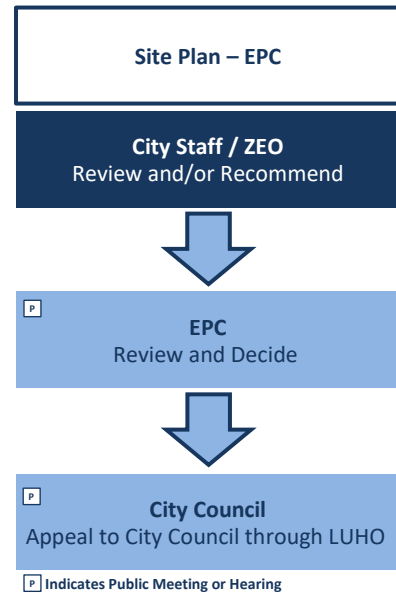 Site Plan – EPC
City Staff / ZEO
Review and/or Recommend
P
EPC
Review and Decide
P
City Council
Appeal to City Council through LUHO
P Indicates Public Meeting or Hearing